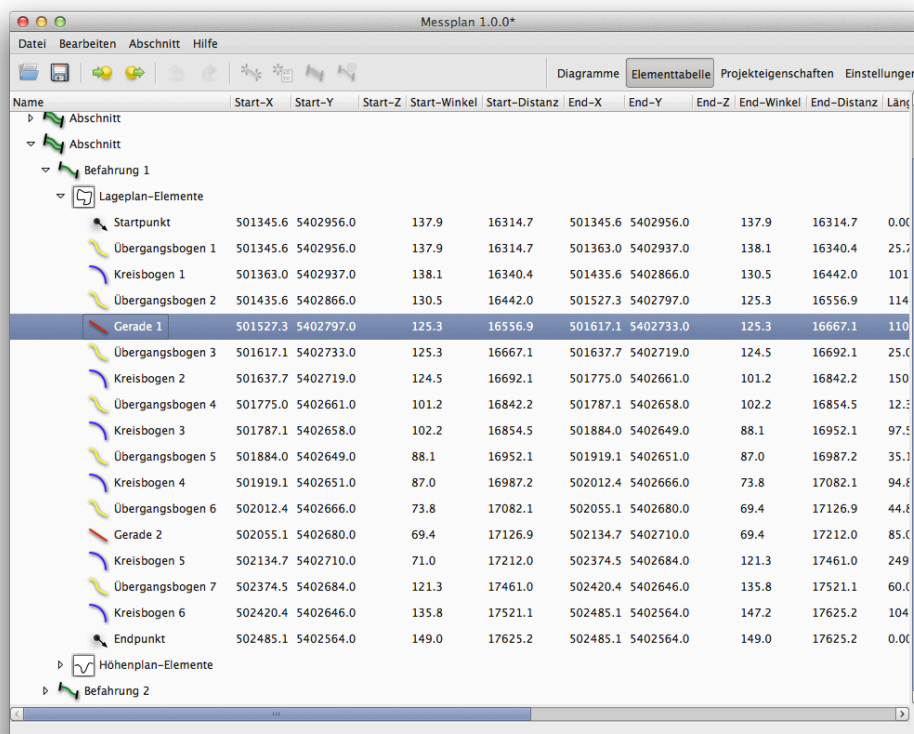 Messplan 1.0.0*
Datei Bearbeiten Abschnitt Hilfe
Diagramme Elementtabelle Projekteigenschaften Einstellungen
Name Start-X Start-Y Start-Z Start-Winkel Start-Distanz End-X End-Y End-Z End-Winkel End-Distanz Läng
Abschnitt
Abschnitt
Befahrung 1
Lageplan-Elemente
Startpunkt 501345.6 5402956.0 137.9 16314.7 501345.6 5402956.0 137.9 16314.7 0.00
Übergangsbogen 1 501345.6 5402956.0 137.9 16314.7 501363.0 5402937.0 138.1 16340.4 25.7
Kreisbogen 1 501363.0 5402937.0 138.1 16340.4 501435.6 5402866.0 130.5 16442.0 101
Übergangsbogen 2 501435.6 5402866.0 130.5 16442.0 501527.3 5402797.0 125.3 16556.9 114
Gerade 1 501527.3 5402797.0 125.3 16556.9 501617.1 5402733.0 125.3 16667.1 110
Übergangsbogen 3 501617.1 5402733.0 125.3 16667.1 501637.7 5402719.0 124.5 16692.1 25.0
Kreisbogen 2 501637.7 5402719.0 124.5 16692.1 501775.0 5402661.0 101.2 16842.2 150
Übergangsbogen 4 501775.0 5402661.0 101.2 16842.2 501787.1 5402658.0 102.2 16854.5 12.3
Kreisbogen 3 501787.1 5402658.0 102.2 16854.5 501884.0 5402649.0 88.1 16952.1 97.5
Übergangsbogen 5 501884.0 5402649.0 88.1 16952.1 501919.1 5402651.0 87.0 16987.2 35.1
Kreisbogen 4 501919.1 5402651.0 87.0 16987.2 502012.4 5402666.0 73.8 17082.1 94.8
Übergangsbogen 6 502012.4 5402666.0 73.8 17082.1 502055.1 5402680.0 69.4 17126.9 44.8
Gerade 2 502055.1 5402680.0 69.4 17126.9 502134.7 5402710.0 69.4 17212.0 85.0
Kreisbogen 5 502134.7 5402710.0 71.0 17212.0 502374.5 5402684.0 121.3 17461.0 249
Übergangsbogen 7 502374.5 5402684.0 121.3 17461.0 502420.4 5402646.0 135.8 17521.1 60.0
Kreisbogen 6 502420.4 5402646.0 135.8 17521.1 502485.1 5402564.0 147.2 17625.2 104
Endpunkt 502485.1 5402564.0 149.0 17625.2 502485.1 5402564.0 149.0 17625.2 0.00
Höhenplan-Elemente
Befahrung 2